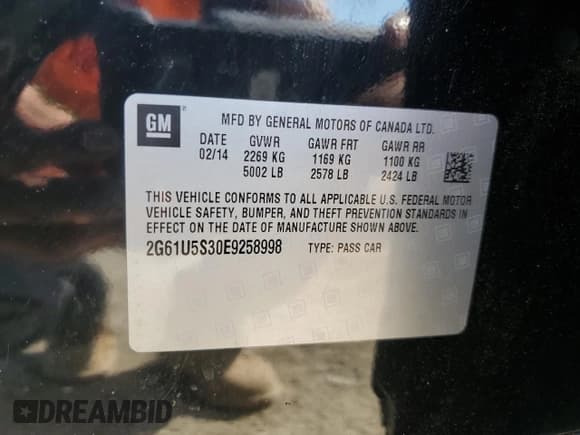 GM
MFD BY GENERAL MOTORS OF CANADA LTD.
DATE GVWR GAWR FRT GAWR RR
02/14 2269 KG 1169 KG 1100 KG
5002 LB 2578 LB 2424 LB
THIS VEHICLE CONFORMS TO ALL APPLICABLE U.S. FEDERAL MOTOR
VEHICLE SAFETY, BUMPER, AND THEFT PREVENTION STANDARDS IN
EFFECT ON THE DATE OF MANUFACTURE SHOWN ABOVE.
2G61U5S30E9258998 TYPE: PASS CAR
DREAMBID